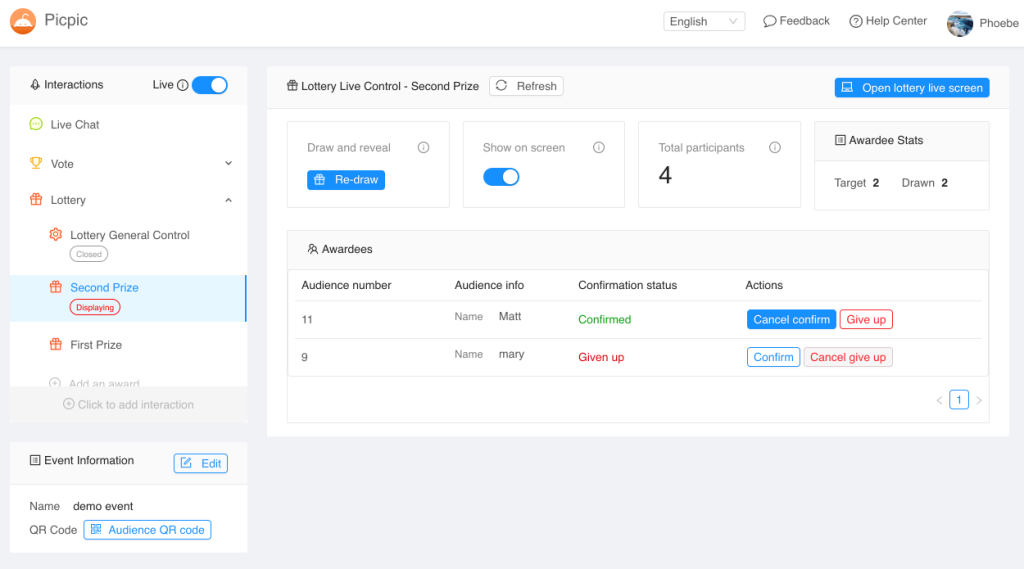 Picpic
English
Feedback
Help Center
Phoebe
Interactions
Live
Live Chat
Vote
Lottery
Lottery General Control
Closed
Second Prize
Displaying
First Prize
Add an award
Click to add interaction
Event Information
Edit
Name demo event
QR Code Audience QR code
Lottery Live Control - Second Prize
Refresh
Open lottery live screen
Draw and reveal
Re-draw
Show on screen
Total participants
4
Awardee Stats
Target 2 Drawn 2
Awardees
Audience number Audience info Confirmation status Actions
11 Name Matt Confirmed Cancel confirm Give up
9 Name mary Given up Confirm Cancel give up
< 1 >